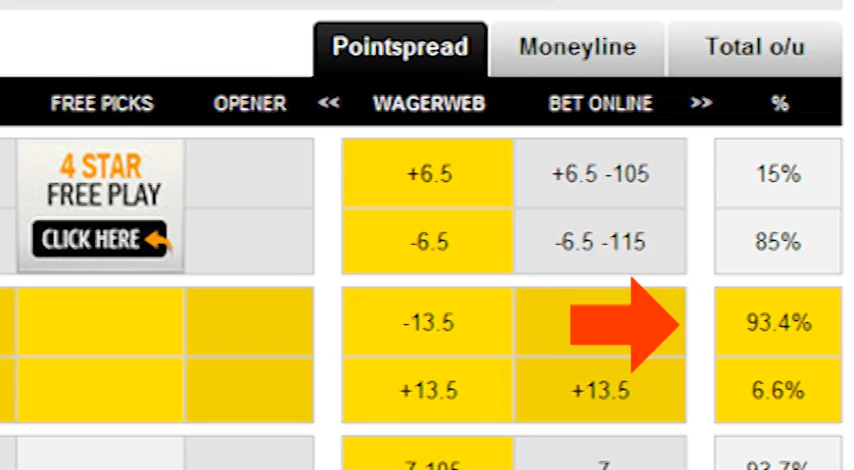 Pointspread Moneyline Total o/u
FREE PICKS OPENER << WAGERWEB BET ONLINE >> %
4 STAR
FREE PLAY
CLICK HERE
+6.5 +6.5 -105 15%
-6.5 -6.5 -115 85%
-13.5 93.4%
+13.5 +13.5 6.6%